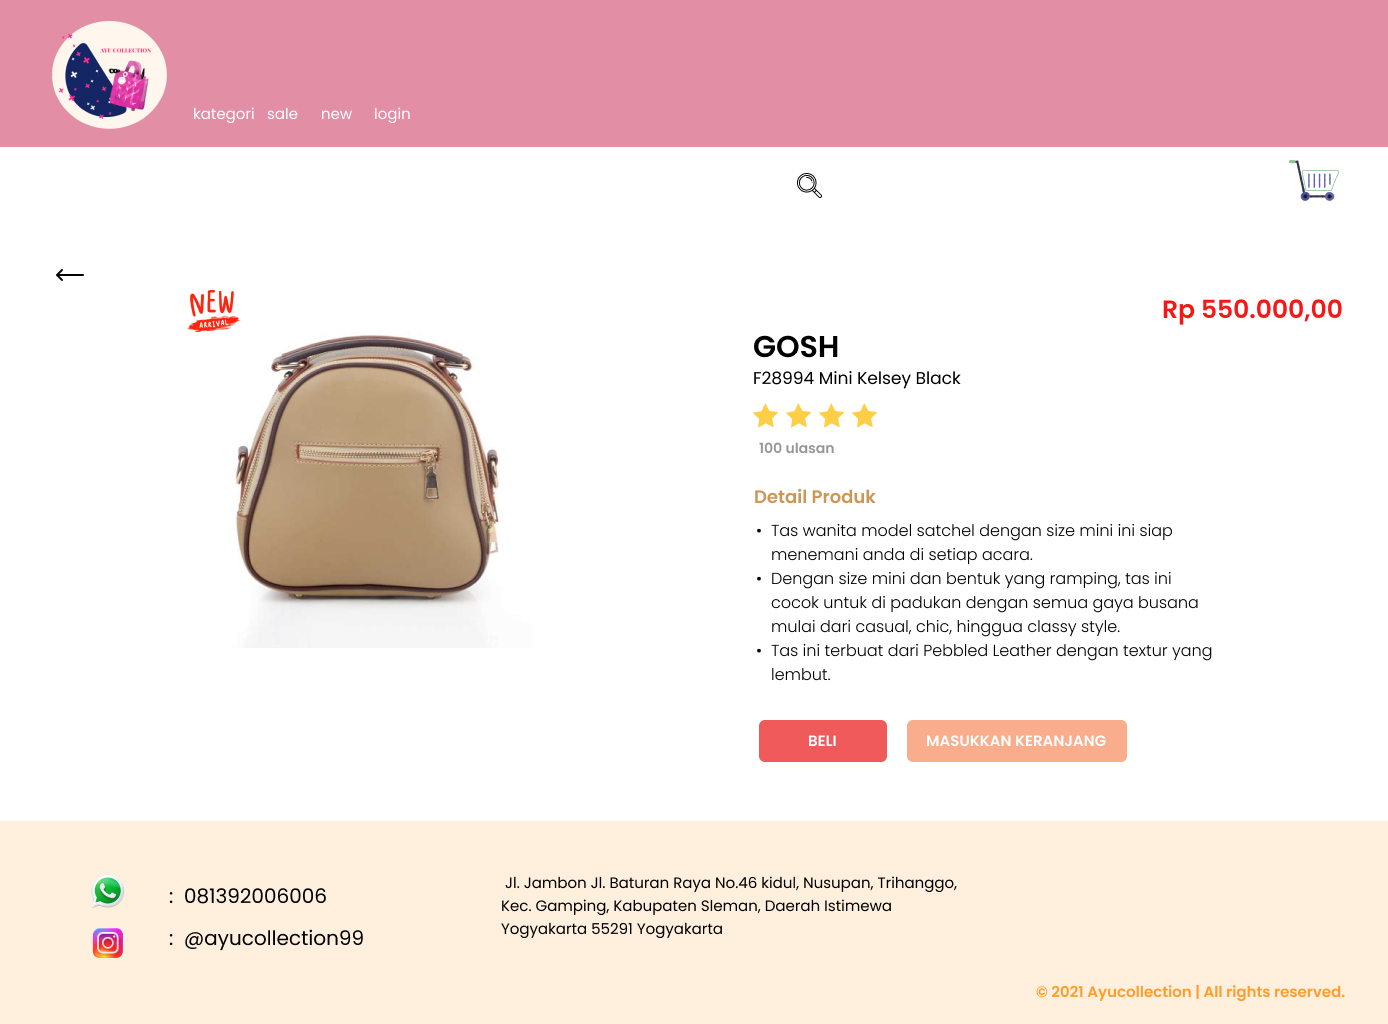 AYU COLLECTION
kategori sale new login
NEW
ARRIVAL
Rp 550.000,00
GOSH
F28994 Mini Kelsey Black
100 ulasan
Detail Produk
• Tas wanita model satchel dengan size mini ini siap
menemani anda di setiap acara.
• Dengan size mini dan bentuk yang ramping, tas ini
cocok untuk di padukan dengan semua gaya busana
mulai dari casual, chic, hinggua classy style.
• Tas ini terbuat dari Pebbled Leather dengan textur yang
lembut.
BELI MASUKKAN KERANJANG
: 081392006006
: @ayucollection99
Jl. Jambon Jl. Baturan Raya No.46 kidul, Nusupan, Trihanggo,
Kec. Gamping, Kabupaten Sleman, Daerah Istimewa
Yogyakarta 55291 Yogyakarta
© 2021 Ayucollection | All rights reserved.